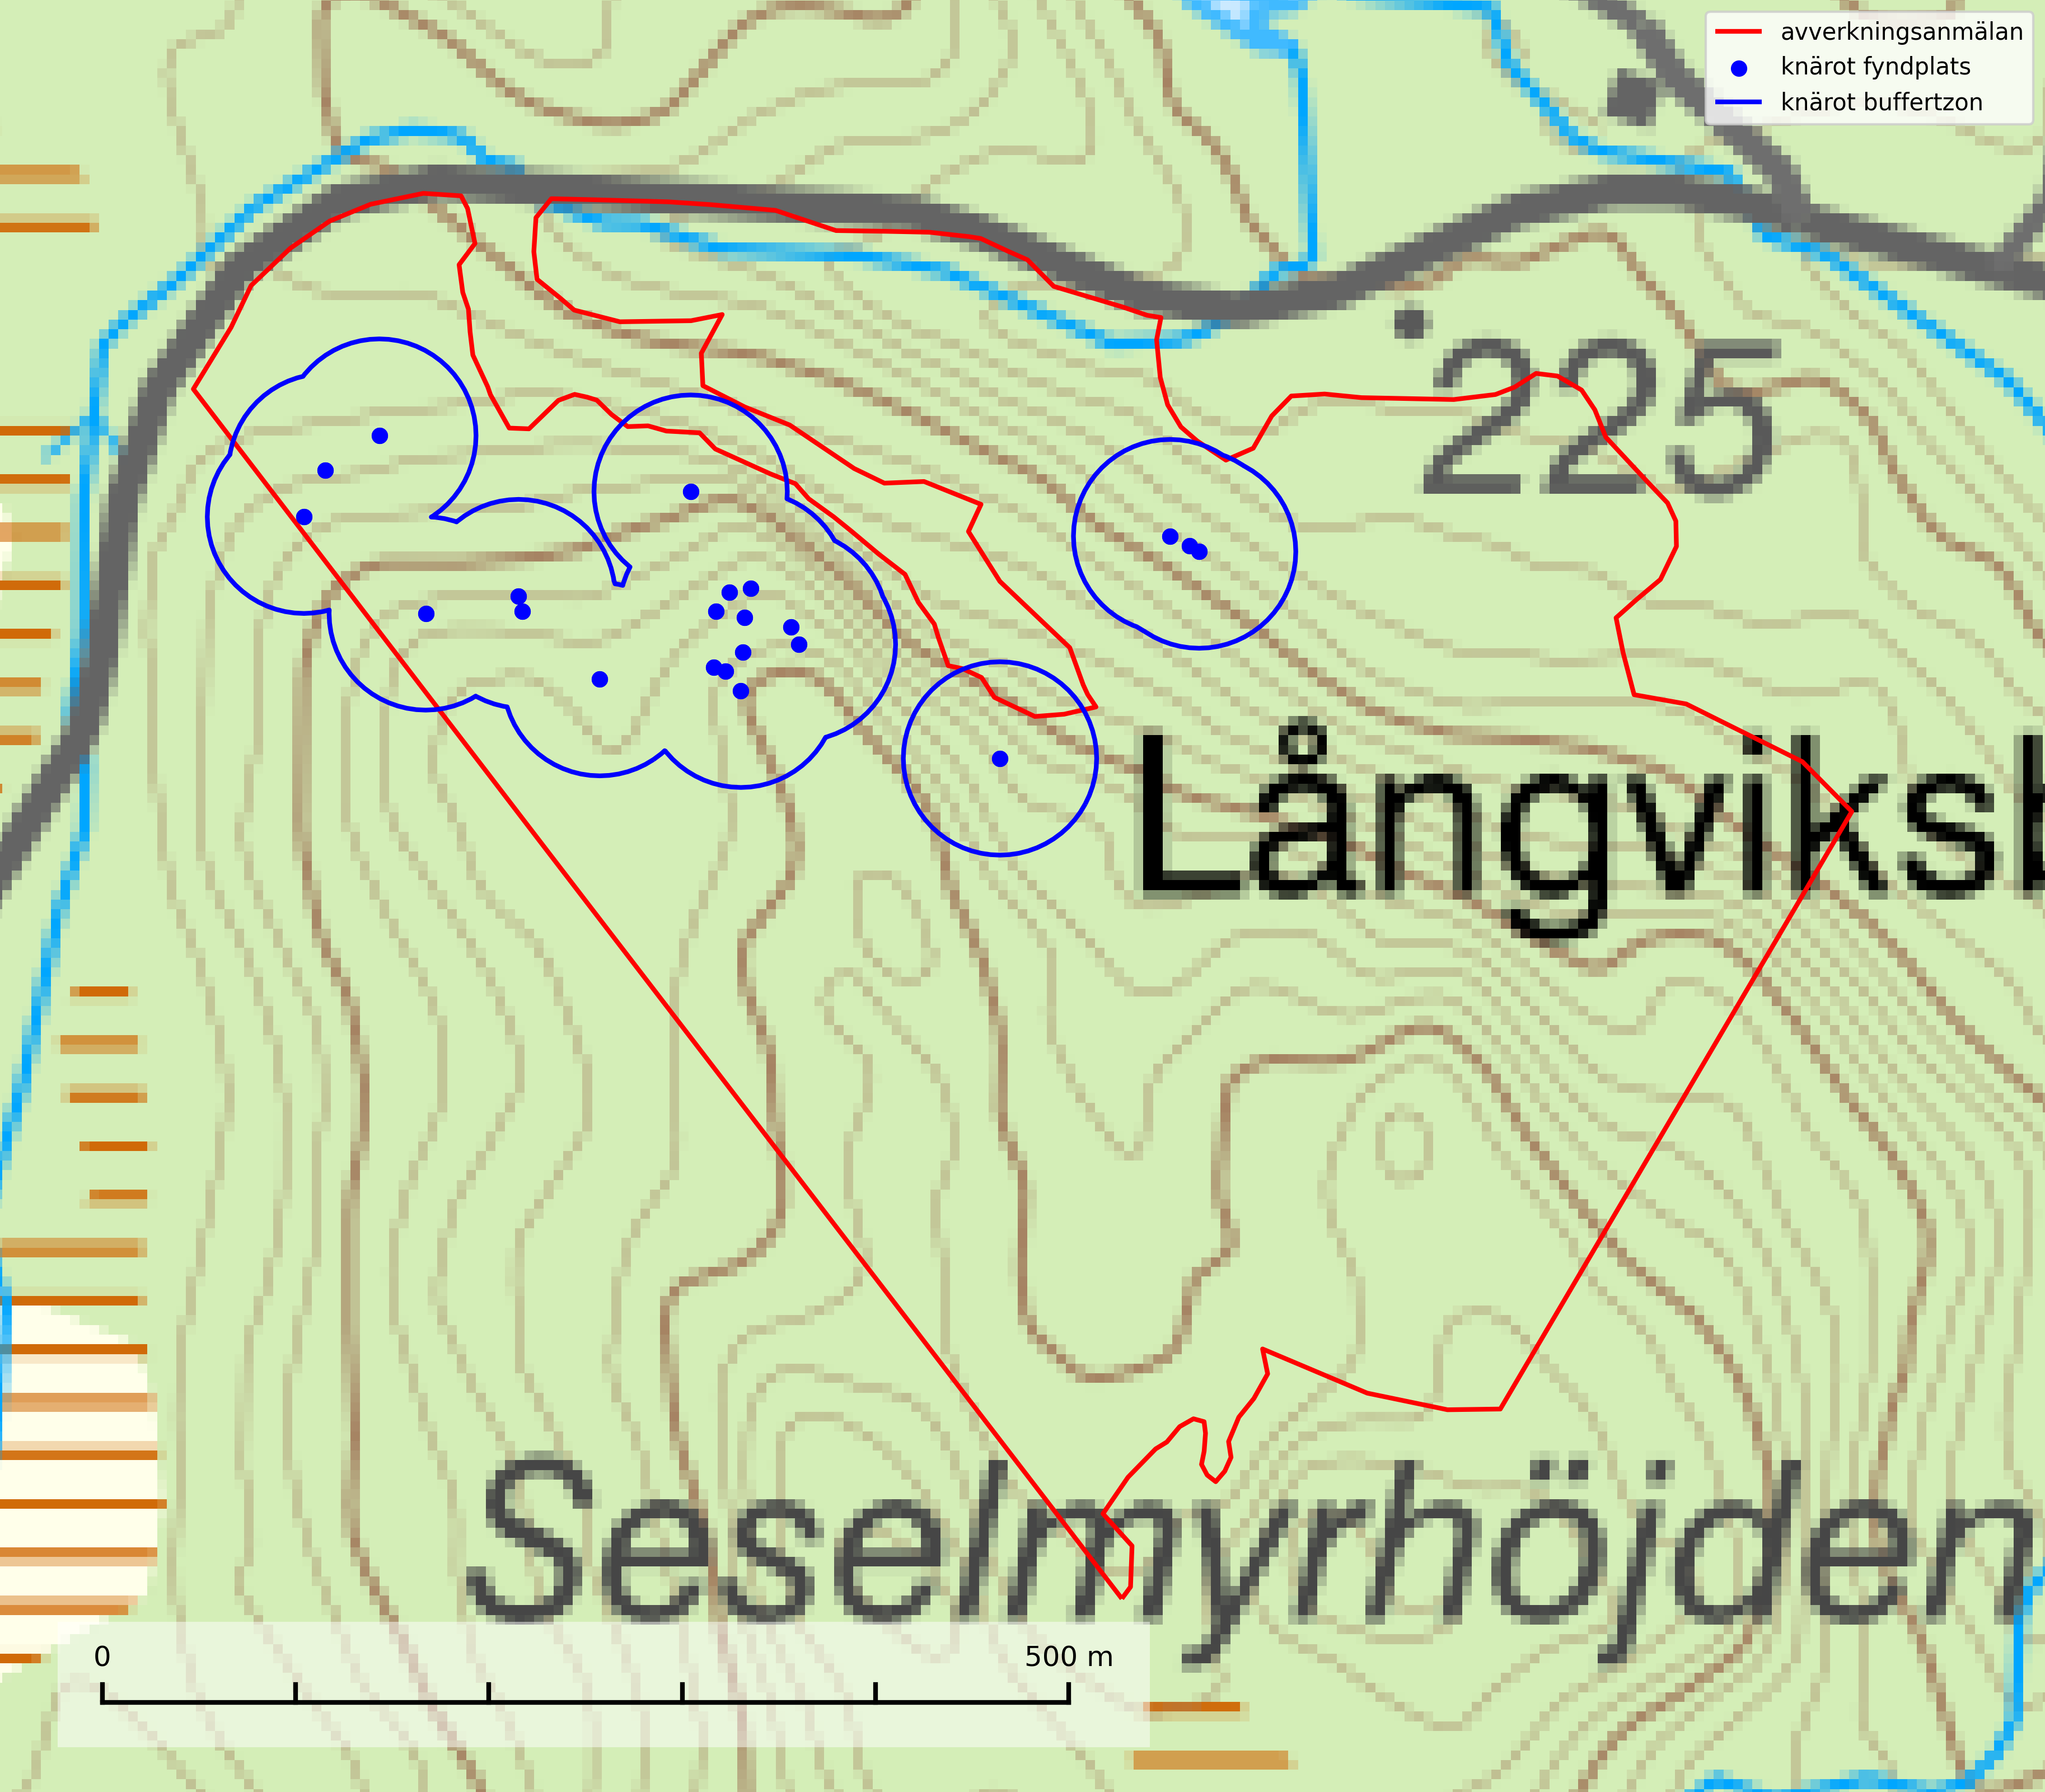 avverkningsanmälan
knärot fyndplats
knärot buffertzon
225
Långviksb
Seselmyrhöjden
0 500 m